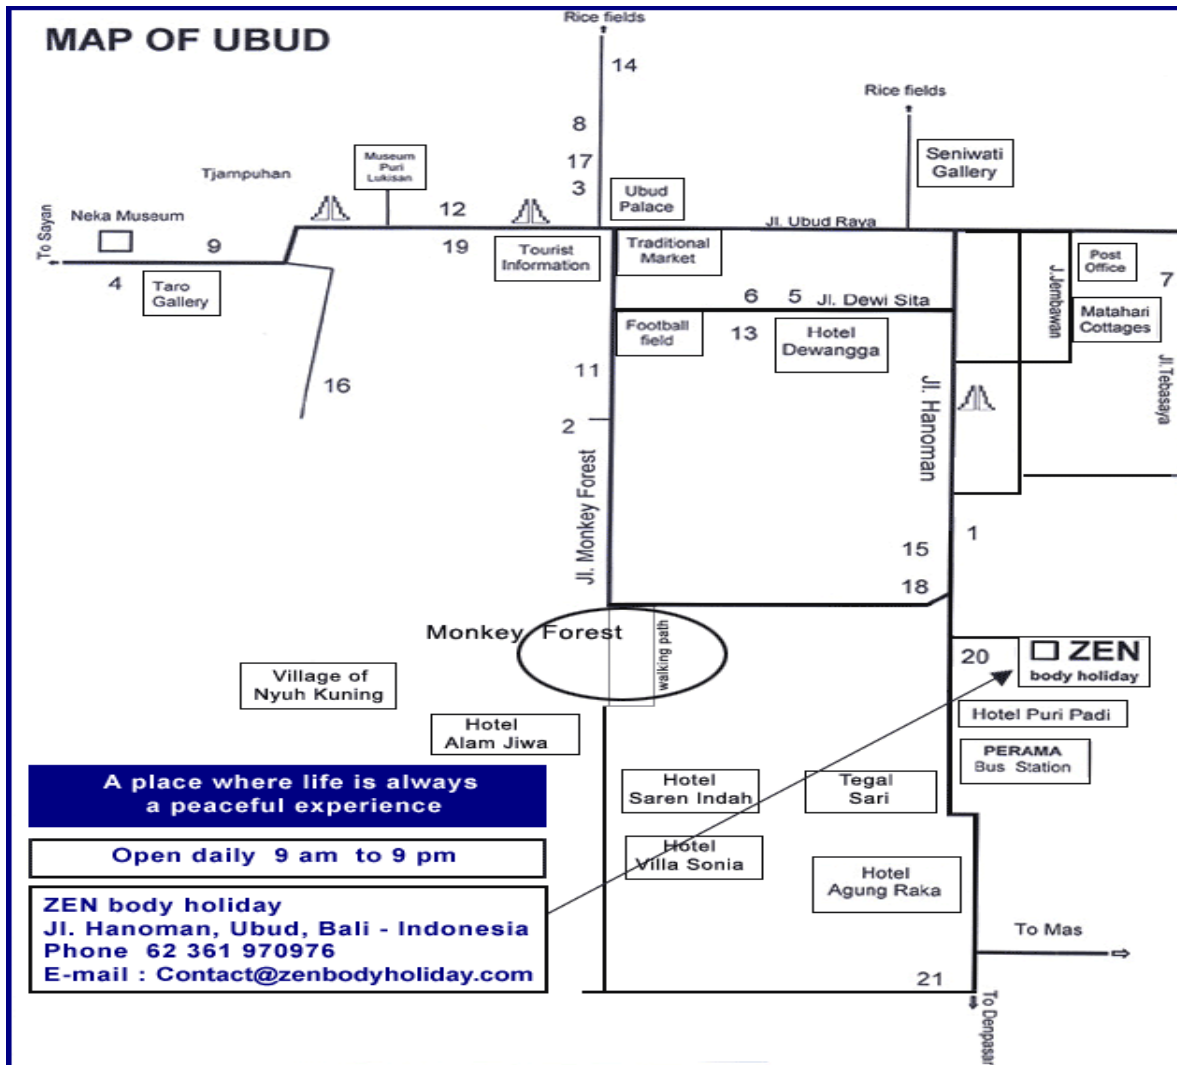 Rice fields
MAP OF UBUD
14
Rice fields
8
Museum
Puri
Lukisan
17
Seniwati
Gallery
Tjampuhan
3
Ubud
Palace
Neka Museum
12
Jl. Ubud Raya
To Sayan
9
19
Tourist
Information
Traditional
Market
Post
Office
4
Taro
Gallery
7
J.Jembawan
6
5
Jl. Dewi Sita
Matahari
Cottages
Football
field
13
Hotel
Dewangga
11
16
Jl. Hanoman
Jl.Tebasaya
2
Jl. Monkey Forest
1
15
18
Monkey Forest
walking path
20
ZEN
body holiday
Village of
Nyuh Kuning
Hotel Puri Padi
Hotel
Alam Jiwa
PERAMA
Bus Station
A place where life is always
a peaceful experience
Hotel
Saren Indah
Tegal
Sari
Open daily 9 am to 9 pm
Hotel
Villa Sonia
Hotel
Agung Raka
ZEN body holiday
Jl. Hanoman, Ubud, Bali - Indonesia
Phone 62 361 970976
E-mail : Contact@zenbodyholiday.com
To Mas
21
To Denpasar